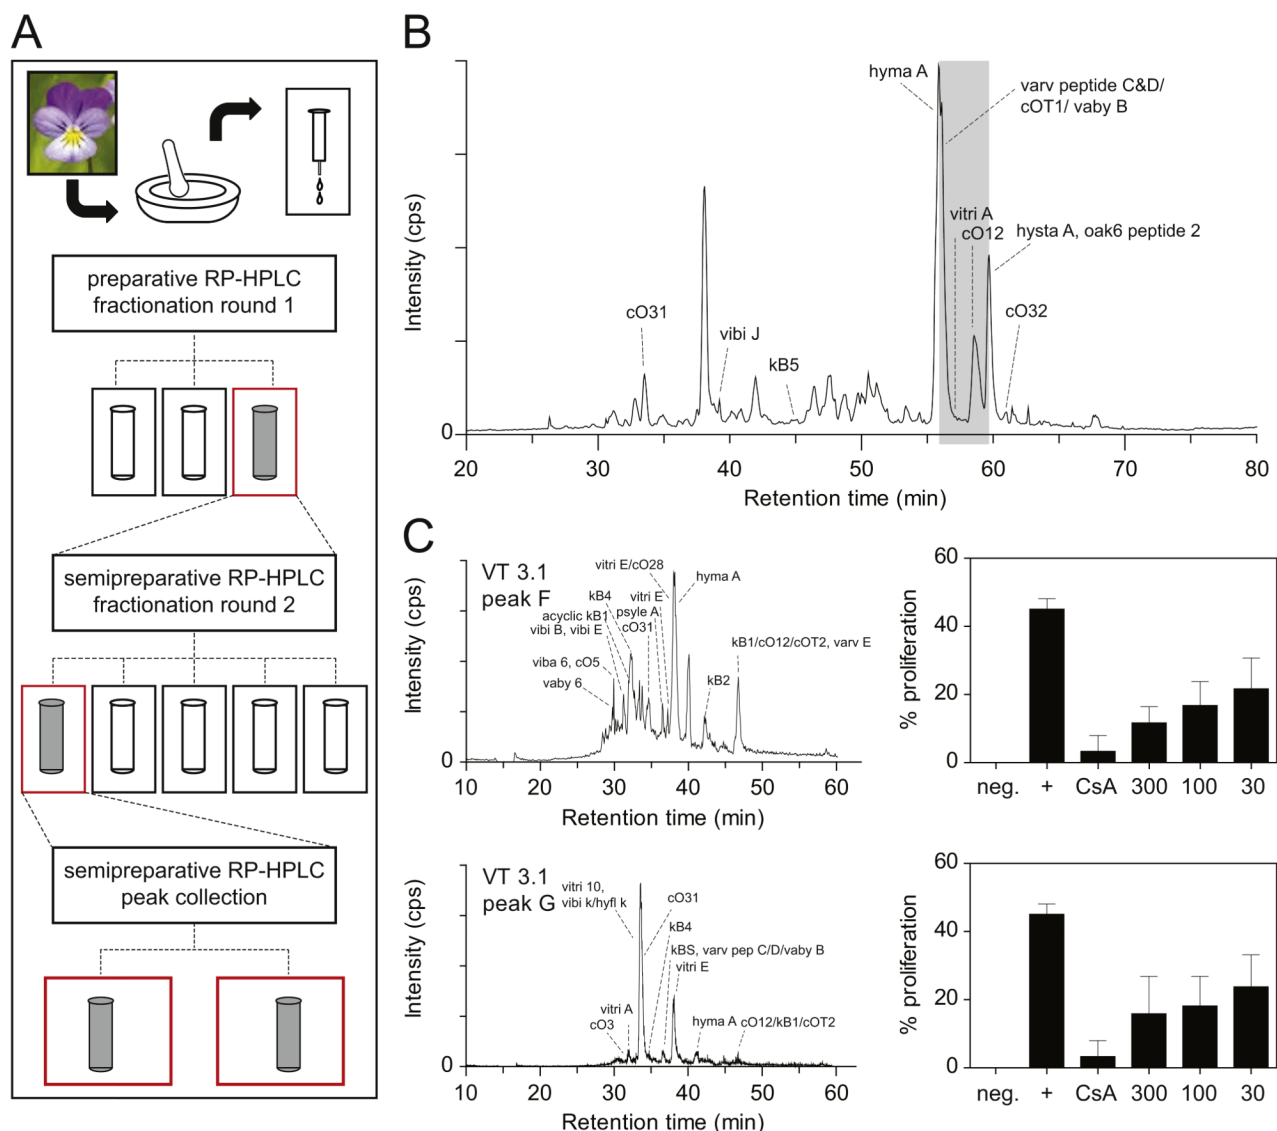 A
preparative RP-HPLC
fractionation round 1
semipreparative RP-HPLC
fractionation round 2
semipreparative RP-HPLC
peak collection
B
Intensity (cps)
0
20 30 40 50 60 70 80
Retention time (min)
cO31
vibi J
kB5
hyma A
varv peptide C&D/
cOT1/ vaby B
vitri A
cO12
hysta A, oak6 peptide 2
cO32
C
VT 3.1
peak F
Intensity (cps)
0
10 20 30 40 50 60
Retention time (min)
vitri E/cO28
hyma A
kB4
vitri E
acyclic kB1
psyle A
vibi B, vibi E
cO31
viba 6, cO5
vaby 6
kB1/cO12/cOT2, varv E
kB2
% proliferation
60
40
20
0
neg. + CsA 300 100 30
VT 3.1
peak G
Intensity (cps)
0
10 20 30 40 50 60
Retention time (min)
vitri 10,
vibi k/hyfl k
cO31
kB4
kBS, varv pep C/D/vaby B
vitri E
vitri A
cO3
hyma A
cO12/kB1/cOT2
% proliferation
60
40
20
0
neg. + CsA 300 100 30